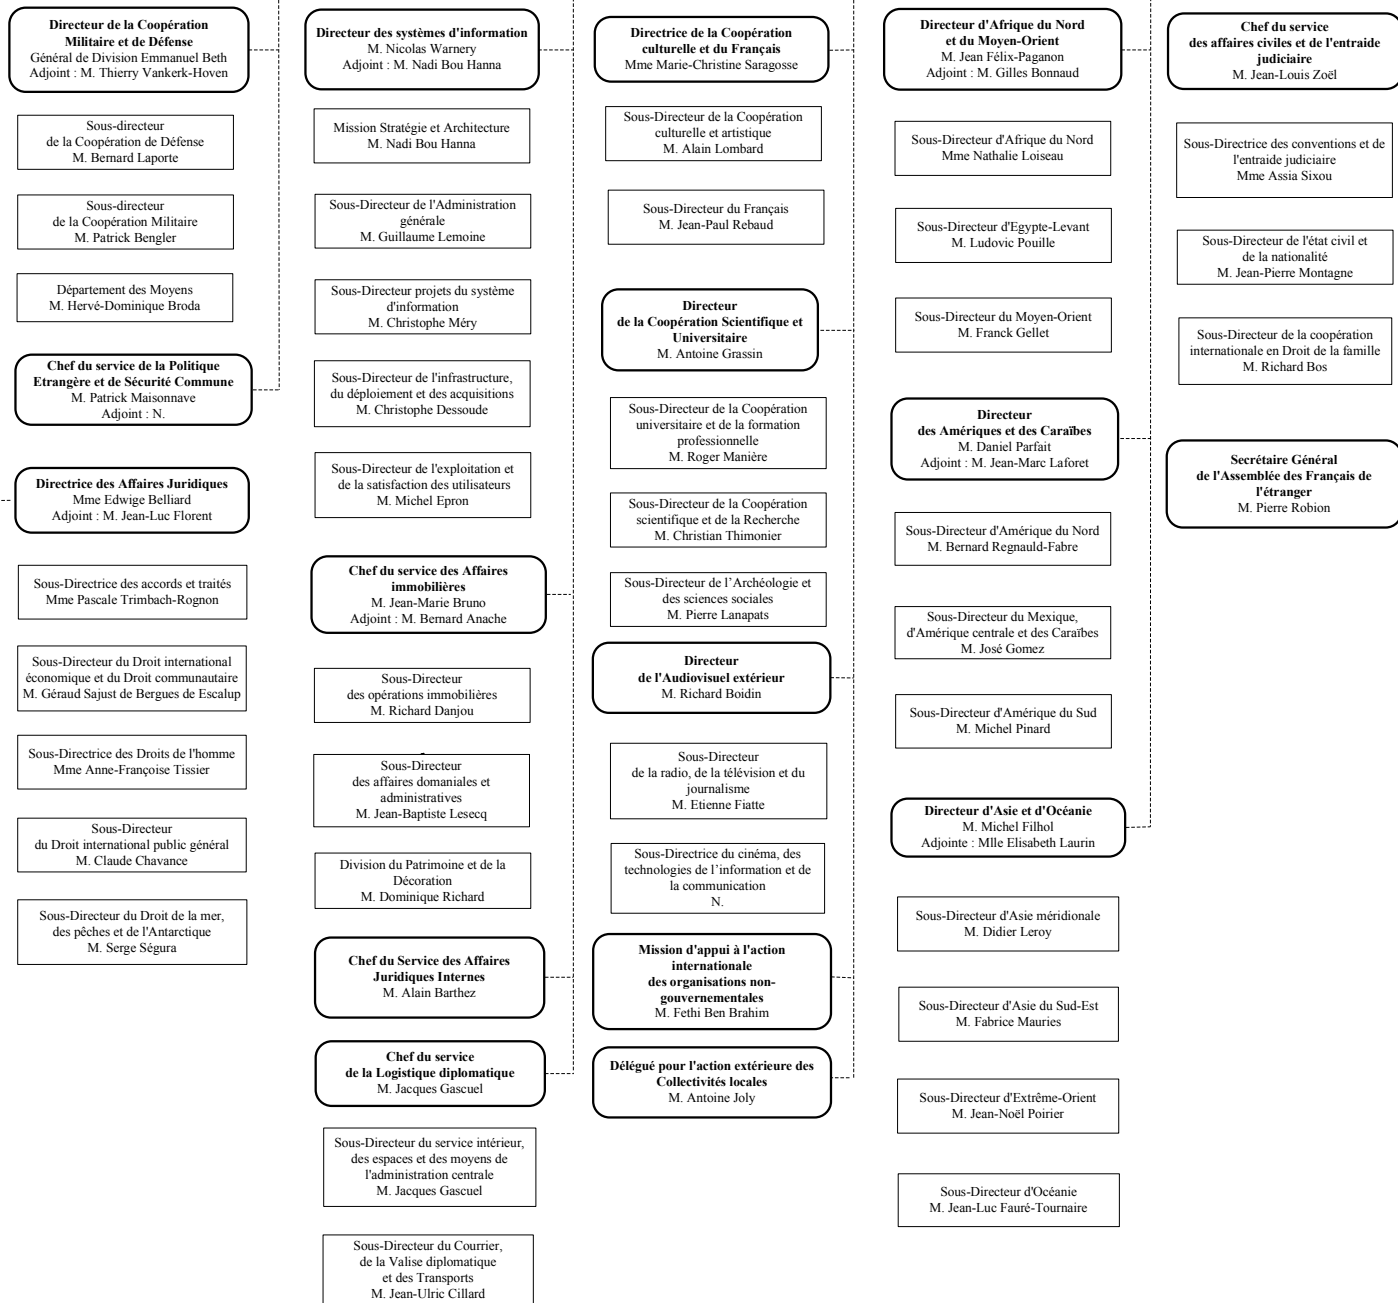 Directeur de la Coopération
Militaire et de Défense
Général de Division Emmanuel Beth
Adjoint : M. Thierry Vankerk-Hoven
Sous-directeur
de la Coopération de Défense
M. Bernard Laporte
Sous-directeur
de la Coopération Militaire
M. Patrick Bengler
Département des Moyens
M. Hervé-Dominique Broda
Chef du service de la Politique
Etrangère et de Sécurité Commune
M. Patrick Maisonnave
Adjoint : N.
Directrice des Affaires Juridiques
Mme Edwige Belliard
Adjoint : M. Jean-Luc Florent
Sous-Directrice des accords et traités
Mme Pascale Trimbach-Rognon
Sous-Directeur du Droit international
économique et du Droit communautaire
M. Géraud Sajust de Bergues de Escalup
Sous-Directrice des Droits de l'homme
Mme Anne-Françoise Tissier
Sous-Directeur
du Droit international public général
M. Claude Chavance
Sous-Directeur du Droit de la mer,
des pêches et de l'Antarctique
M. Serge Ségura
Directeur des systèmes d'information
M. Nicolas Warnery
Adjoint : M. Nadi Bou Hanna
Mission Stratégie et Architecture
M. Nadi Bou Hanna
Sous-Directeur de l'Administration
générale
M. Guillaume Lemoine
Sous-Directeur projets du système
d'information
M. Christophe Méry
Sous-Directeur de l'infrastructure,
du déploiement et des acquisitions
M. Christophe Dessoude
Sous-Directeur de l'exploitation et
de la satisfaction des utilisateurs
M. Michel Epron
Chef du service des Affaires
immobilières
M. Jean-Marie Bruno
Adjoint : M. Bernard Anache
Sous-Directeur
des opérations immobilières
M. Richard Danjou
Sous-Directeur
des affaires domaniales et
administratives
M. Jean-Baptiste Lesecq
Division du Patrimoine et de la
Décoration
M. Dominique Richard
Chef du Service des Affaires
Juridiques Internes
M. Alain Barthez
Chef du service
de la Logistique diplomatique
M. Jacques Gascuel
Sous-Directeur du service intérieur,
des espaces et des moyens de
l'administration centrale
M. Jacques Gascuel
Sous-Directeur du Courrier,
de la Valise diplomatique
et des Transports
M. Jean-Ulric Cillard
Directrice de la Coopération
culturelle et du Français
Mme Marie-Christine Saragosse
Sous-Directeur de la Coopération
culturelle et artistique
M. Alain Lombard
Sous-Directeur du Français
M. Jean-Paul Rebaud
Directeur
de la Coopération Scientifique et
Universitaire
M. Antoine Grassin
Sous-Directeur de la Coopération
universitaire et de la formation
professionnelle
M. Roger Manière
Sous-Directeur de la Coopération
scientifique et de la Recherche
M. Christian Thimonier
Sous-Directeur de l’Archéologie et
des sciences sociales
M. Pierre Lanapats
Directeur
de l'Audiovisuel extérieur
M. Richard Boidin
Sous-Directeur
de la radio, de la télévision et du
journalisme
M. Etienne Fiatte
Sous-Directrice du cinéma, des
technologies de l’information et de
la communication
N.
Mission d'appui à l'action
internationale
des organisations non-
gouvernementales
M. Fethi Ben Brahim
Délégué pour l'action extérieure des
Collectivités locales
M. Antoine Joly
Directeur d'Afrique du Nord
et du Moyen-Orient
M. Jean Félix-Paganon
Adjoint : M. Gilles Bonnaud
Sous-Directeur d'Afrique du Nord
Mme Nathalie Loiseau
Sous-Directeur d'Egypte-Levant
M. Ludovic Pouille
Sous-Directeur du Moyen-Orient
M. Franck Gellet
Directeur
des Amériques et des Caraïbes
M. Daniel Parfait
Adjoint : M. Jean-Marc Laforet
Sous-Directeur d'Amérique du Nord
M. Bernard Regnauld-Fabre
Sous-Directeur du Mexique,
d'Amérique centrale et des Caraïbes
M. José Gomez
Sous-Directeur d'Amérique du Sud
M. Michel Pinard
Directeur d'Asie et d'Océanie
M. Michel Filhol
Adjointe : Mlle Elisabeth Laurin
Sous-Directeur d'Asie méridionale
M. Didier Leroy
Sous-Directeur d'Asie du Sud-Est
M. Fabrice Mauries
Sous-Directeur d'Extrême-Orient
M. Jean-Noël Poirier
Sous-Directeur d'Océanie
M. Jean-Luc Fauré-Tournaire
Chef du service
des affaires civiles et de l'entraide
judiciaire
M. Jean-Louis Zoël
Sous-Directrice des conventions et de
l'entraide judiciaire
Mme Assia Sixou
Sous-Directeur de l'état civil et
de la nationalité
M. Jean-Pierre Montagne
Sous-Directeur de la coopération
internationale en Droit de la famille
M. Richard Bos
Secrétaire Général
de l'Assemblée des Français de
l'étranger
M. Pierre Robion